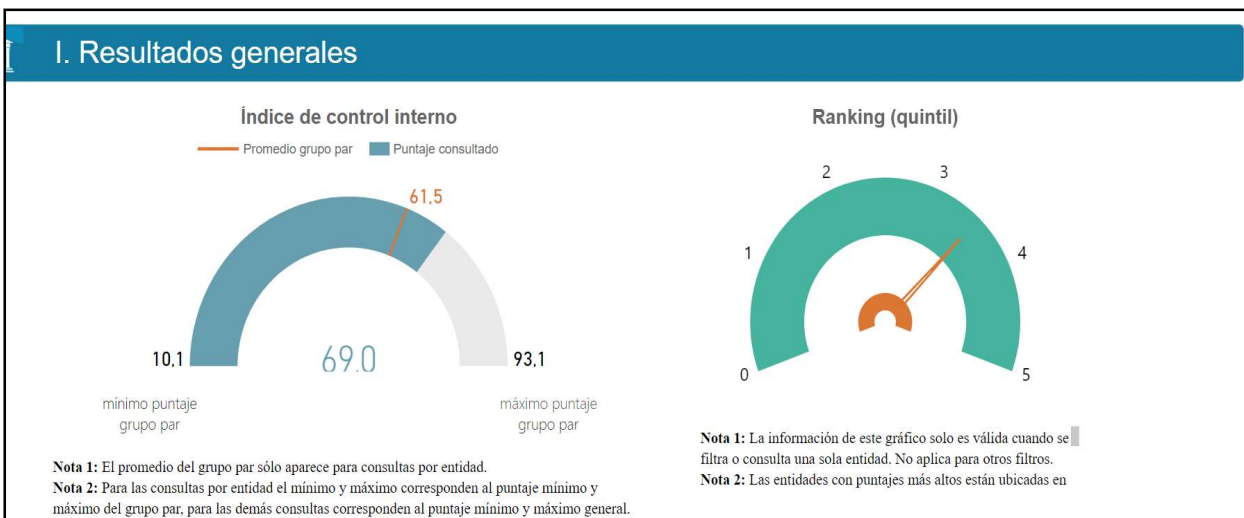 I. Resultados generales
Índice de control interno
Promedio grupo par
Puntaje consultado
61,5
10,1
69.0
93,1
mínimo puntaje
grupo par
máximo puntaje
grupo par
Nota 1: El promedio del grupo par sólo aparece para consultas por entidad.
Nota 2: Para las consultas por entidad el mínimo y máximo corresponden al puntaje mínimo y
máximo del grupo par, para las demás consultas corresponden al puntaje mínimo y máximo general.
Ranking (quintil)
0
1
2
3
4
5
Nota 1: La información de este gráfico solo es válida cuando se
filtra o consulta una sola entidad. No aplica para otros filtros.
Nota 2: Las entidades con puntajes más altos están ubicadas en